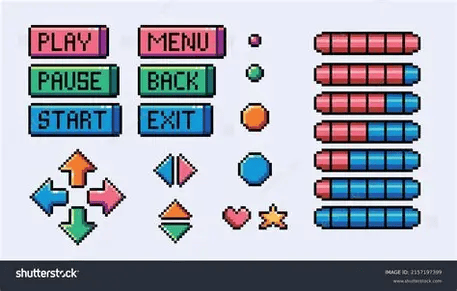 PLAY
MENU
PAUSE
BACK
START
EXIT
shutterstock
IMAGE ID: 2157197399
www.shutterstock.com